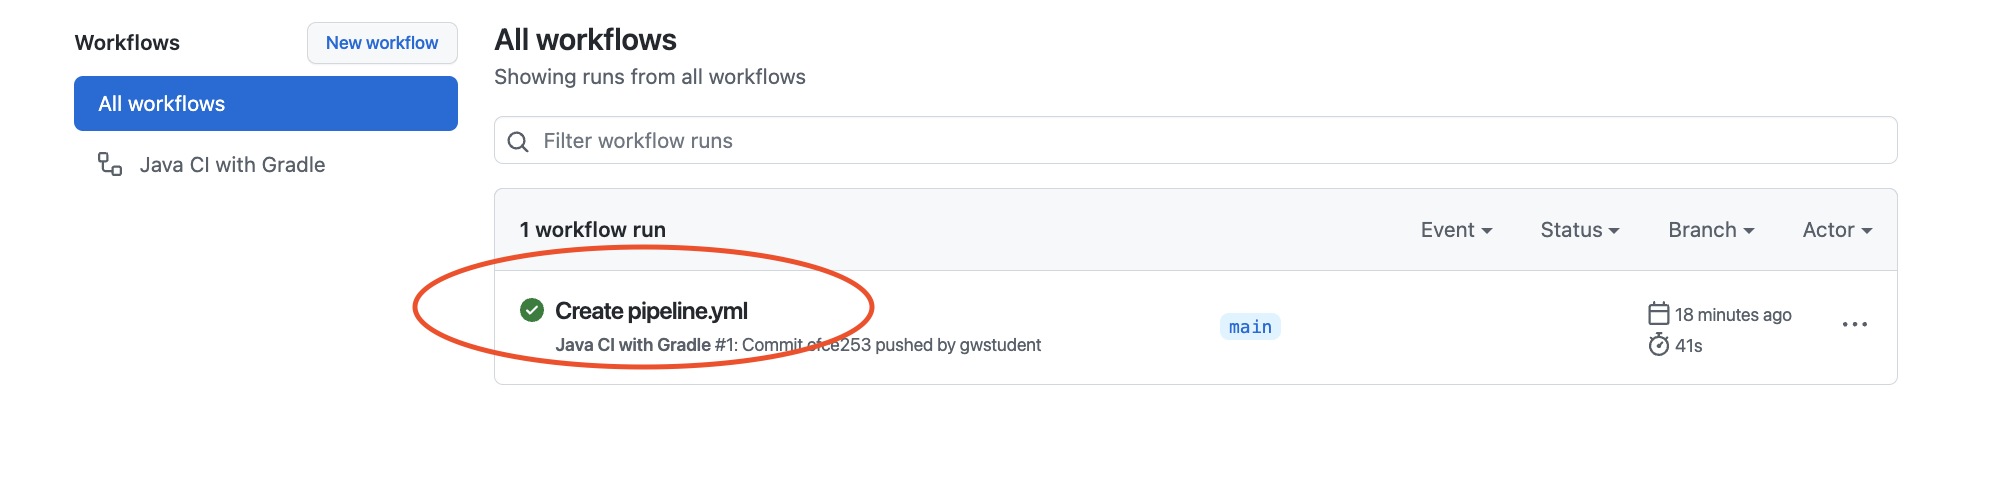 Workflows
New workflow
All workflows
Java CI with Gradle
All workflows
Showing runs from all workflows
Filter workflow runs
1 workflow run
Event
Status
Branch
Actor
Create pipeline.yml
Java CI with Gradle #1: Commit cfce253 pushed by gwstudent
main
18 minutes ago
41s